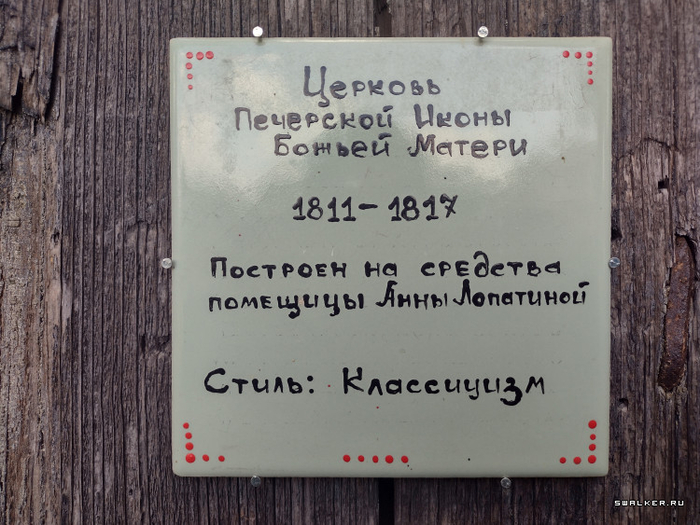 Церковь
Печерской Иконы
Божьей Матери
1811-1817
Построен на средства
помещицы Анны Лопатиной
Стиль: Классицизм
SWALKER.RU